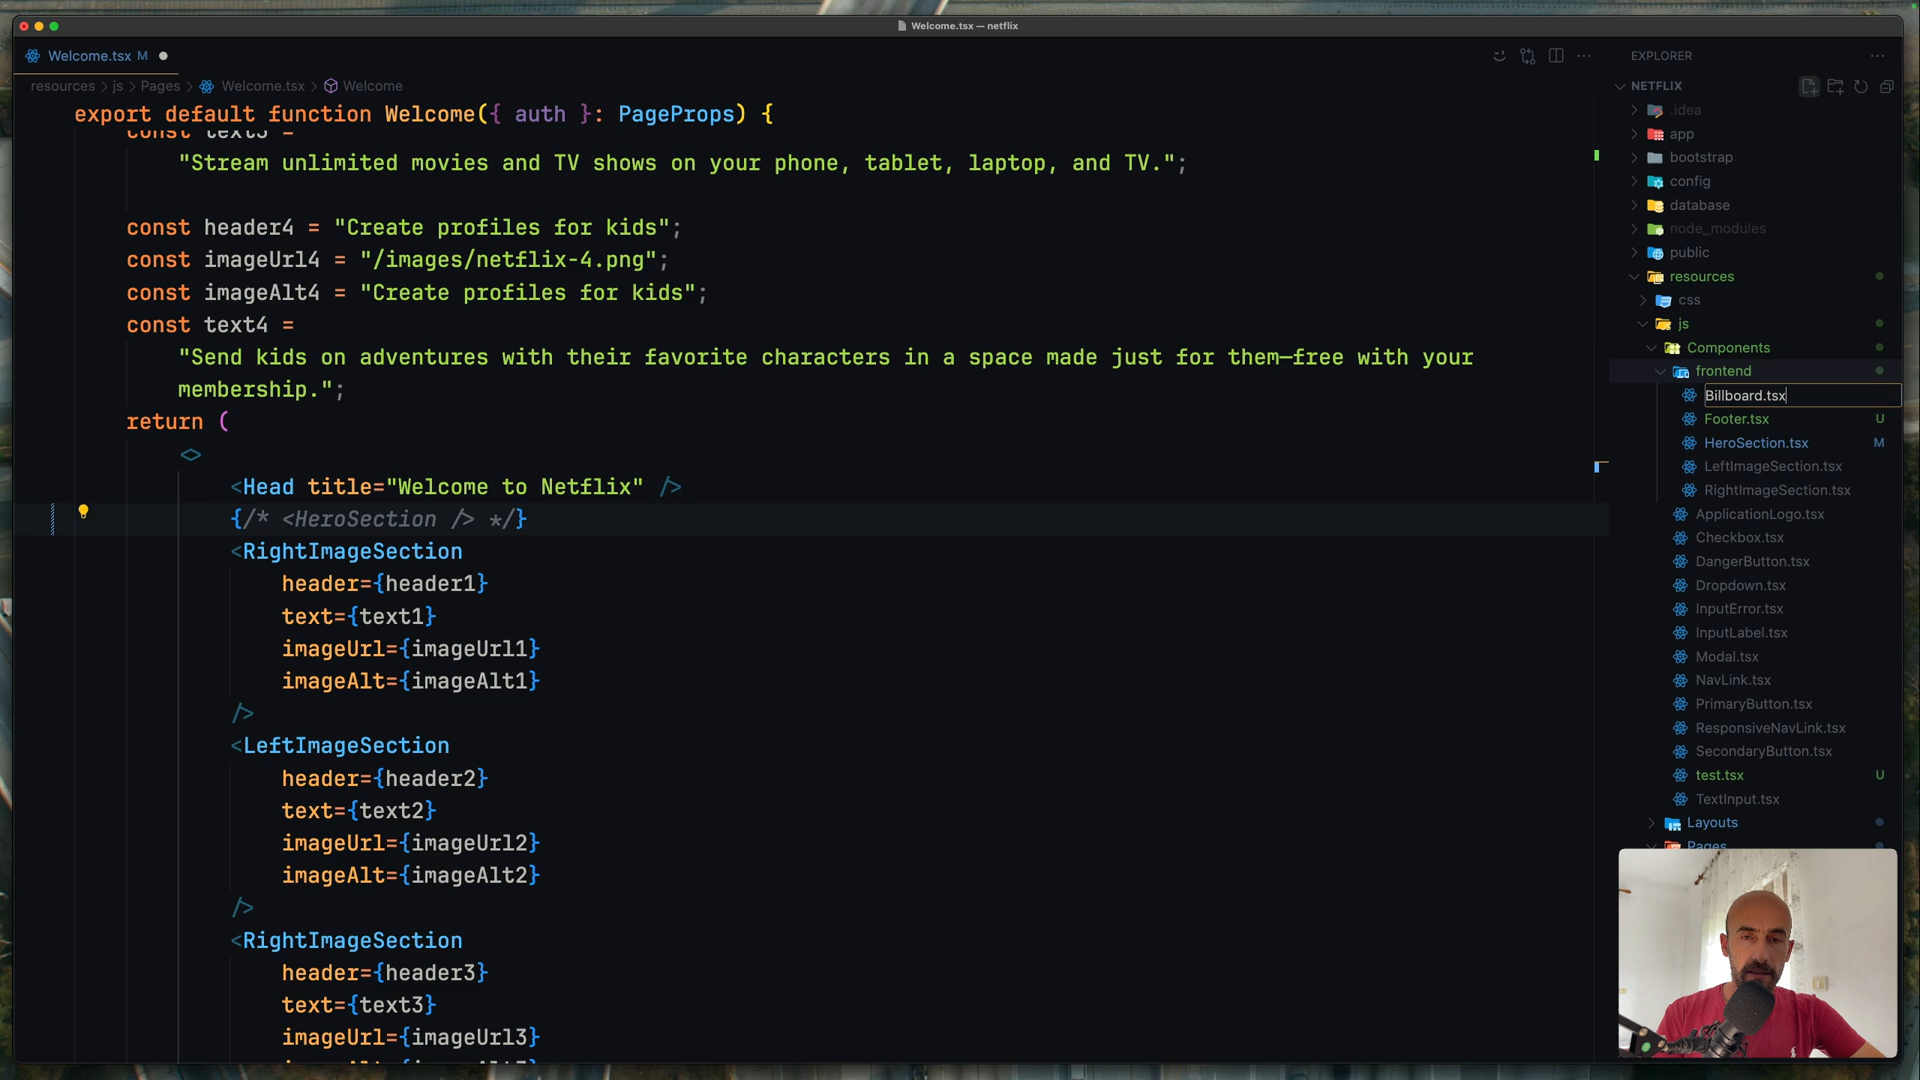 Welcome.tsx — netflix
Welcome.tsx M
resources > js > Pages > Welcome.tsx > Welcome
export default function Welcome({ auth }: PageProps) {
const text3 =
"Stream unlimited movies and TV shows on your phone, tablet, laptop, and TV.";
const header4 = "Create profiles for kids";
const imageUrl4 = "/images/netflix-4.png";
const imageAlt4 = "Create profiles for kids";
const text4 =
"Send kids on adventures with their favorite characters in a space made just for them—free with your
membership.";
return (
<>
<Head title="Welcome to Netflix" />
{/* <HeroSection /> */}
<RightImageSection
header={header1}
text={text1}
imageUrl={imageUrl1}
imageAlt={imageAlt1}
/>
<LeftImageSection
header={header2}
text={text2}
imageUrl={imageUrl2}
imageAlt={imageAlt2}
/>
<RightImageSection
header={header3}
text={text3}
imageUrl={imageUrl3}
EXPLORER
NETFLIX
.idea
app
bootstrap
config
database
node_modules
public
resources
css
js
Components
frontend
Billboard.tsx
Footer.tsx U
HeroSection.tsx M
LeftImageSection.tsx
RightImageSection.tsx
ApplicationLogo.tsx
Checkbox.tsx
DangerButton.tsx
Dropdown.tsx
InputError.tsx
InputLabel.tsx
Modal.tsx
NavLink.tsx
PrimaryButton.tsx
ResponsiveNavLink.tsx
SecondaryButton.tsx
test.tsx U
TextInput.tsx
Layouts
Pages